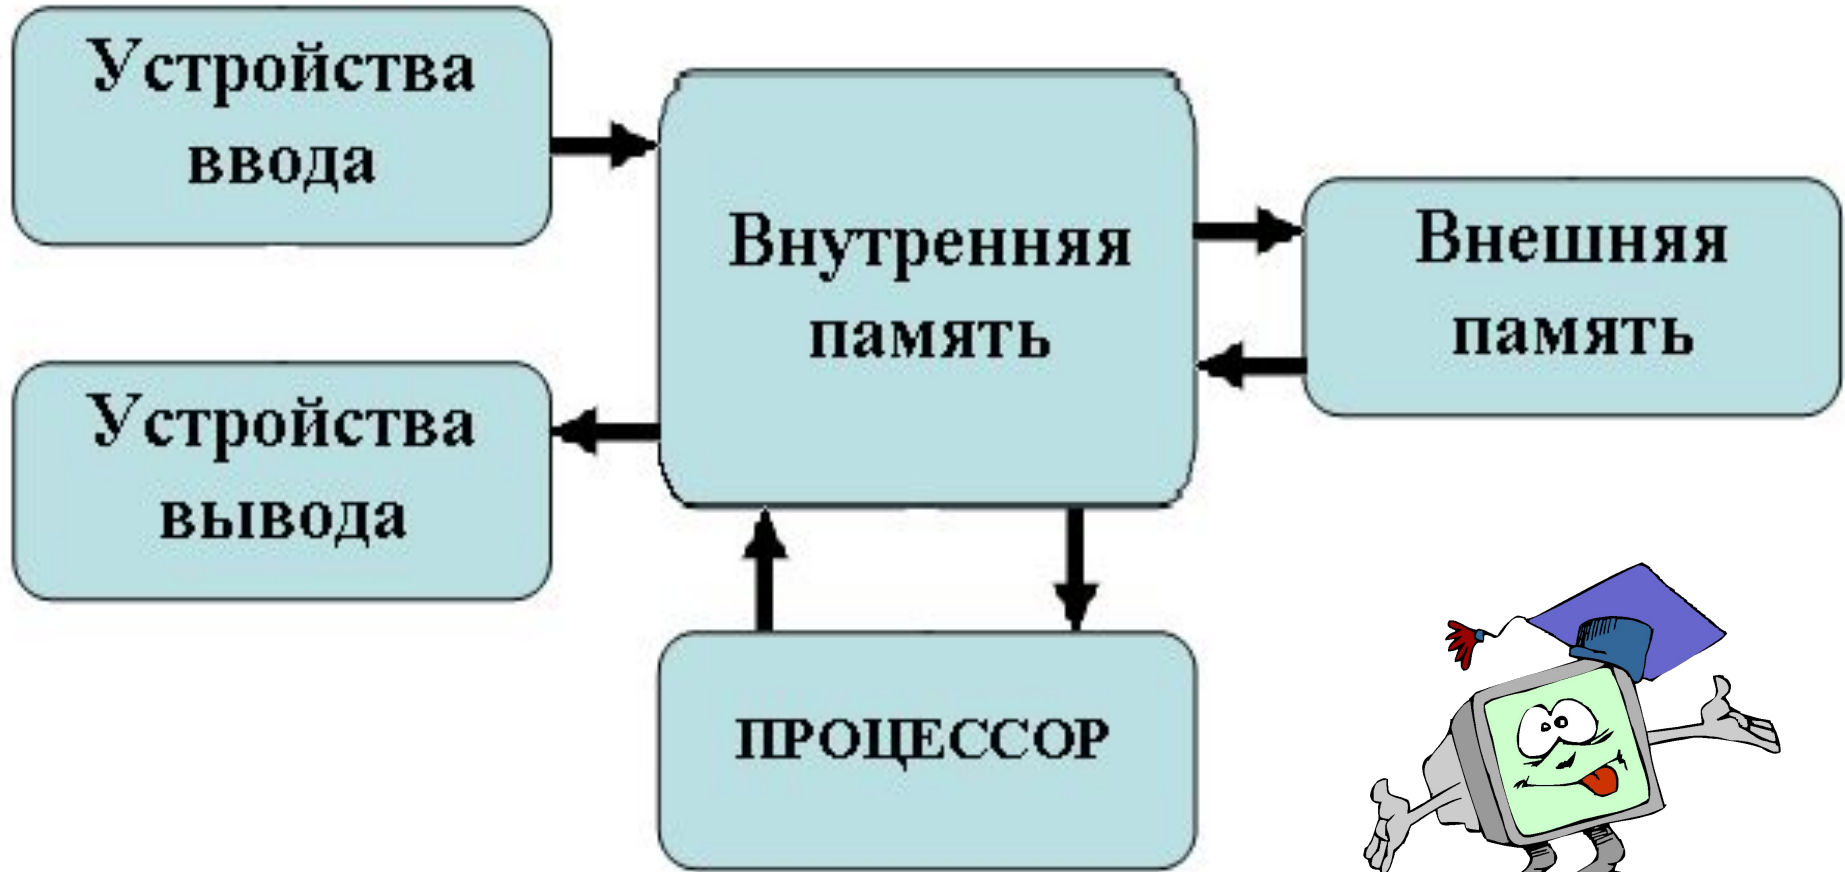 Устройства
ввода
Внутренняя
память
Внешняя
память
Устройства
вывода
ПРОЦЕССОР